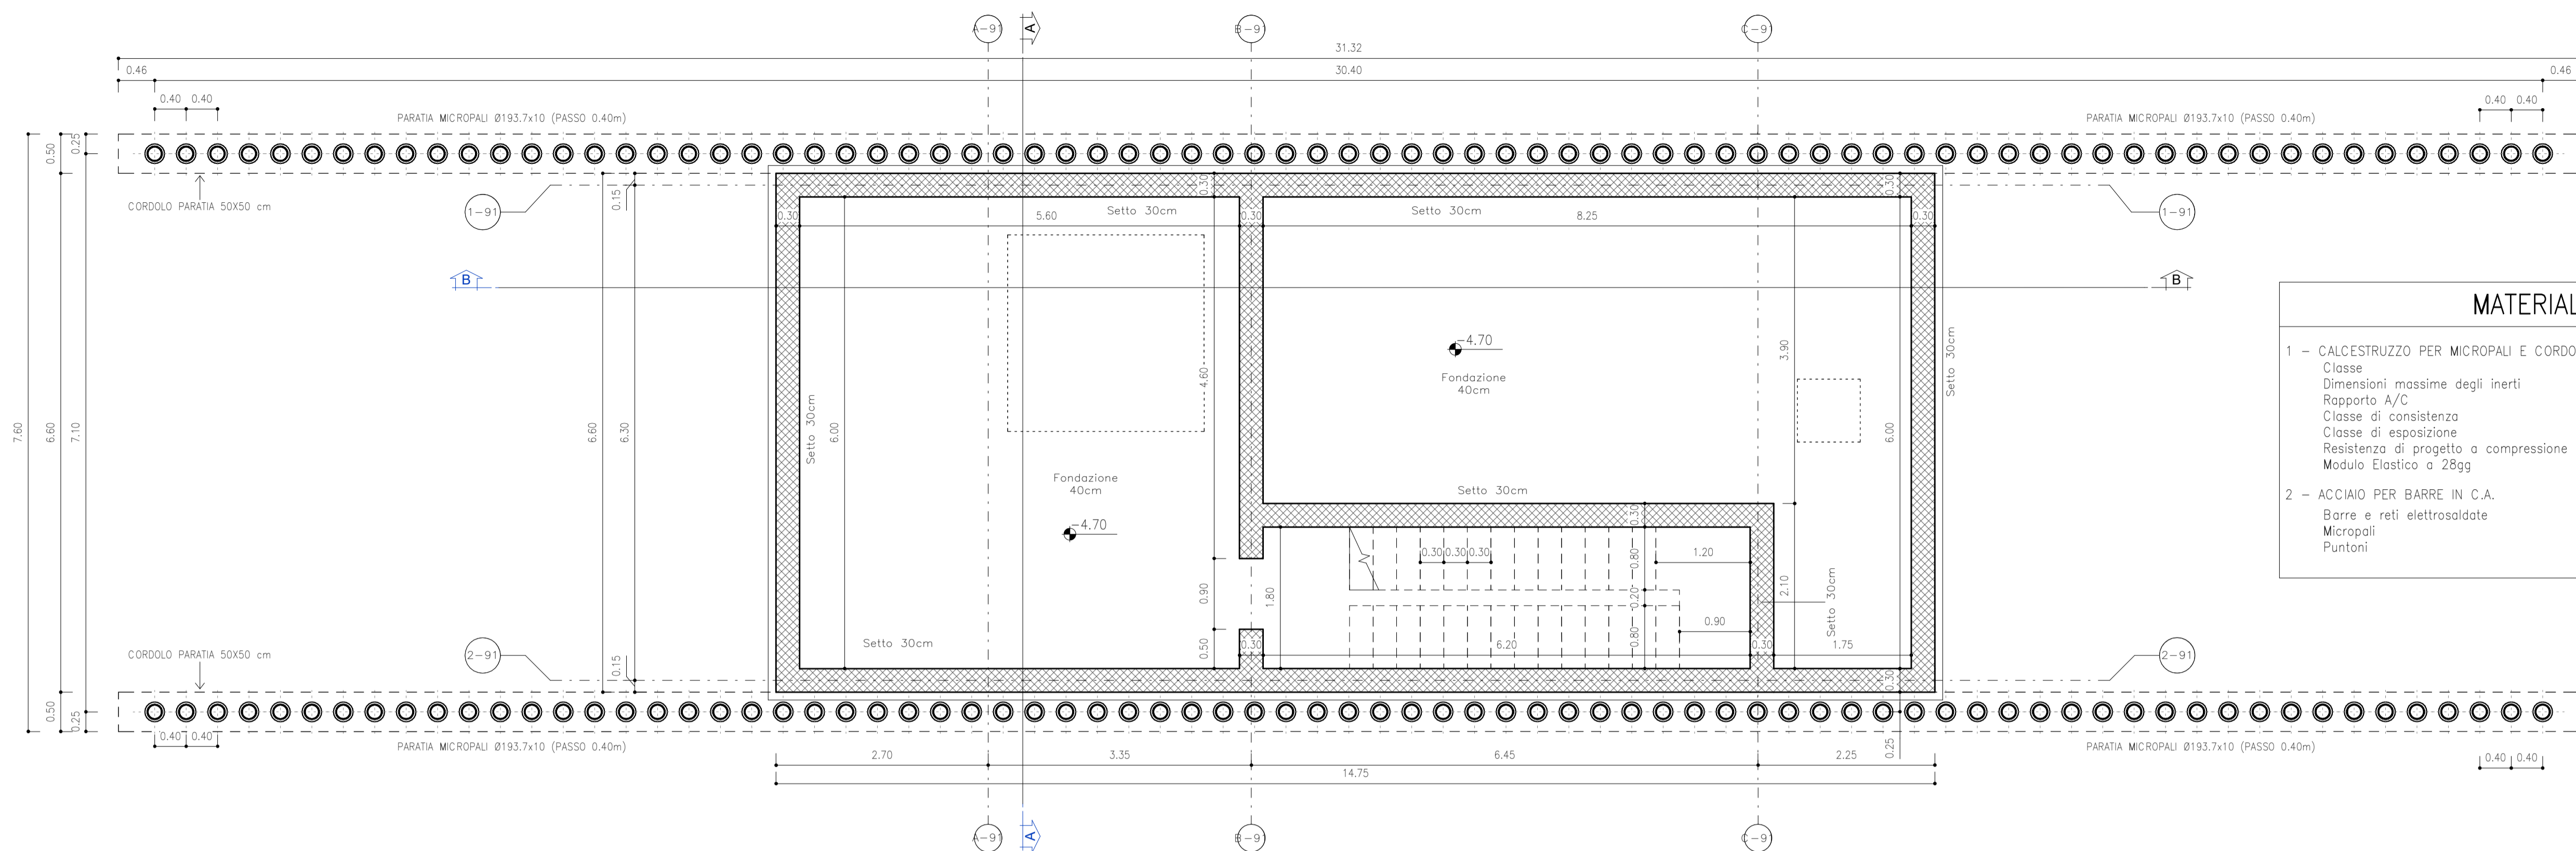 A-91
A
B-91
C-91
31.32
0.46
30.40
0.46
0.40
0.40
0.40
0.40
PARATIA MICROPALI Ø193.7x10 (PASSO 0.40m)
PARATIA MICROPALI Ø193.7x10 (PASSO 0.40m)
0.50
0.25
CORDOLO PARATIA 50X50 cm
1-91
0.15
0.30
0.30
0.30
5.60
Setto 30cm
0.30
Setto 30cm
8.25
0.30
1-91
B
B
MATERIAL
1 - CALCESTRUZZO PER MICROPALI E CORDO
Classe
Dimensioni massime degli inerti
Rapporto A/C
Classe di consistenza
Classe di esposizione
Resistenza di progetto a compressione
Modulo Elastico a 28gg
2 - ACCIAIO PER BARRE IN C.A.
Barre e reti elettrosaldate
Micropali
Puntoni
7.60
6.60
7.10
6.60
6.30
Setto 30cm
6.00
4.60
-4.70
Fondazione
40cm
3.90
6.00
Setto 30cm
Fondazione
40cm
-4.70
Setto 30cm
0.30
0.30
0.30
0.30
0.80
1.20
0.90
1.80
0.20
2.10
Setto 30cm
0.90
0.80
Setto 30cm
0.50
0.30
6.20
0.30
1.75
0.30
CORDOLO PARATIA 50X50 cm
2-91
0.15
2-91
0.50
0.25
0.40
0.40
PARATIA MICROPALI Ø193.7x10 (PASSO 0.40m)
0.25
PARATIA MICROPALI Ø193.7x10 (PASSO 0.40m)
0.40
0.40
2.70
3.35
6.45
2.25
14.75
A-91
A
B-91
C-91